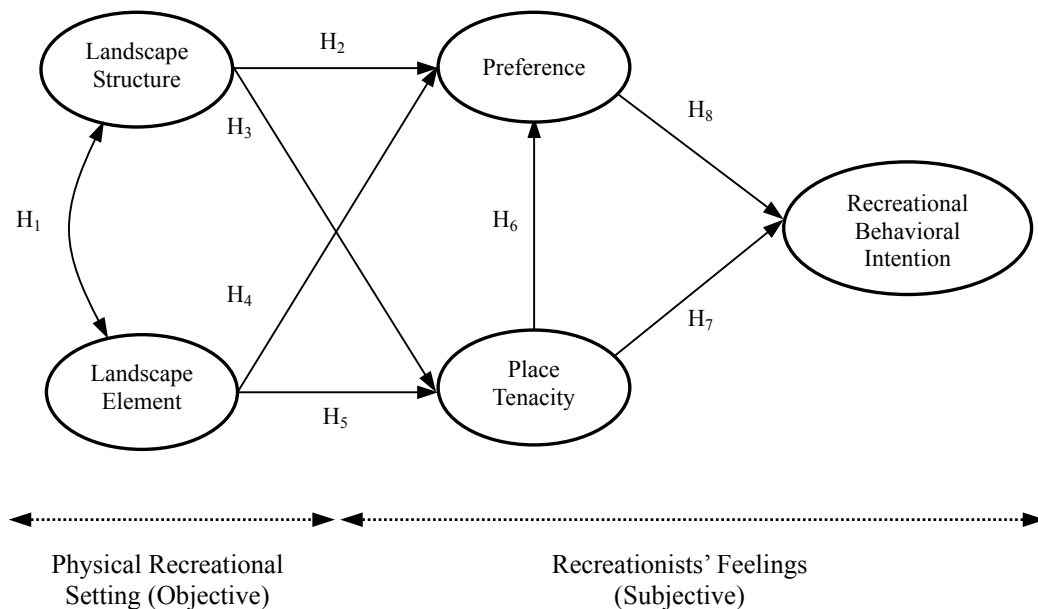 Landscape
Structure
H2
Preference
H3
H8
H1
H6
Recreational
Behavioral
Intention
H4
H7
Landscape
Element
H5
Place
Tenacity
Physical Recreational
Setting (Objective)
Recreationists’ Feelings
(Subjective)